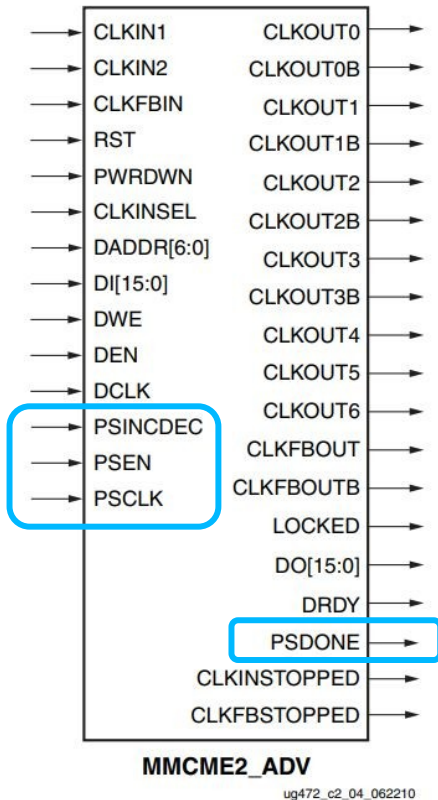 CLKIN1
CLKIN2
CLKFBIN
RST
PWRDWN
CLKINSEL
DADDR[6:0]
DI[15:0]
DWE
DEN
DCLK
PSINCDEC
PSEN
PSCLK
CLKOUT0
CLKOUT0B
CLKOUT1
CLKOUT1B
CLKOUT2
CLKOUT2B
CLKOUT3
CLKOUT3B
CLKOUT4
CLKOUT5
CLKOUT6
CLKFBOUT
CLKFBOUTB
LOCKED
DO[15:0]
DRDY
PSDONE
CLKINSTOPPED
CLKFBSTOPPED
MMCME2_ADV
ug472_c2_04_062210